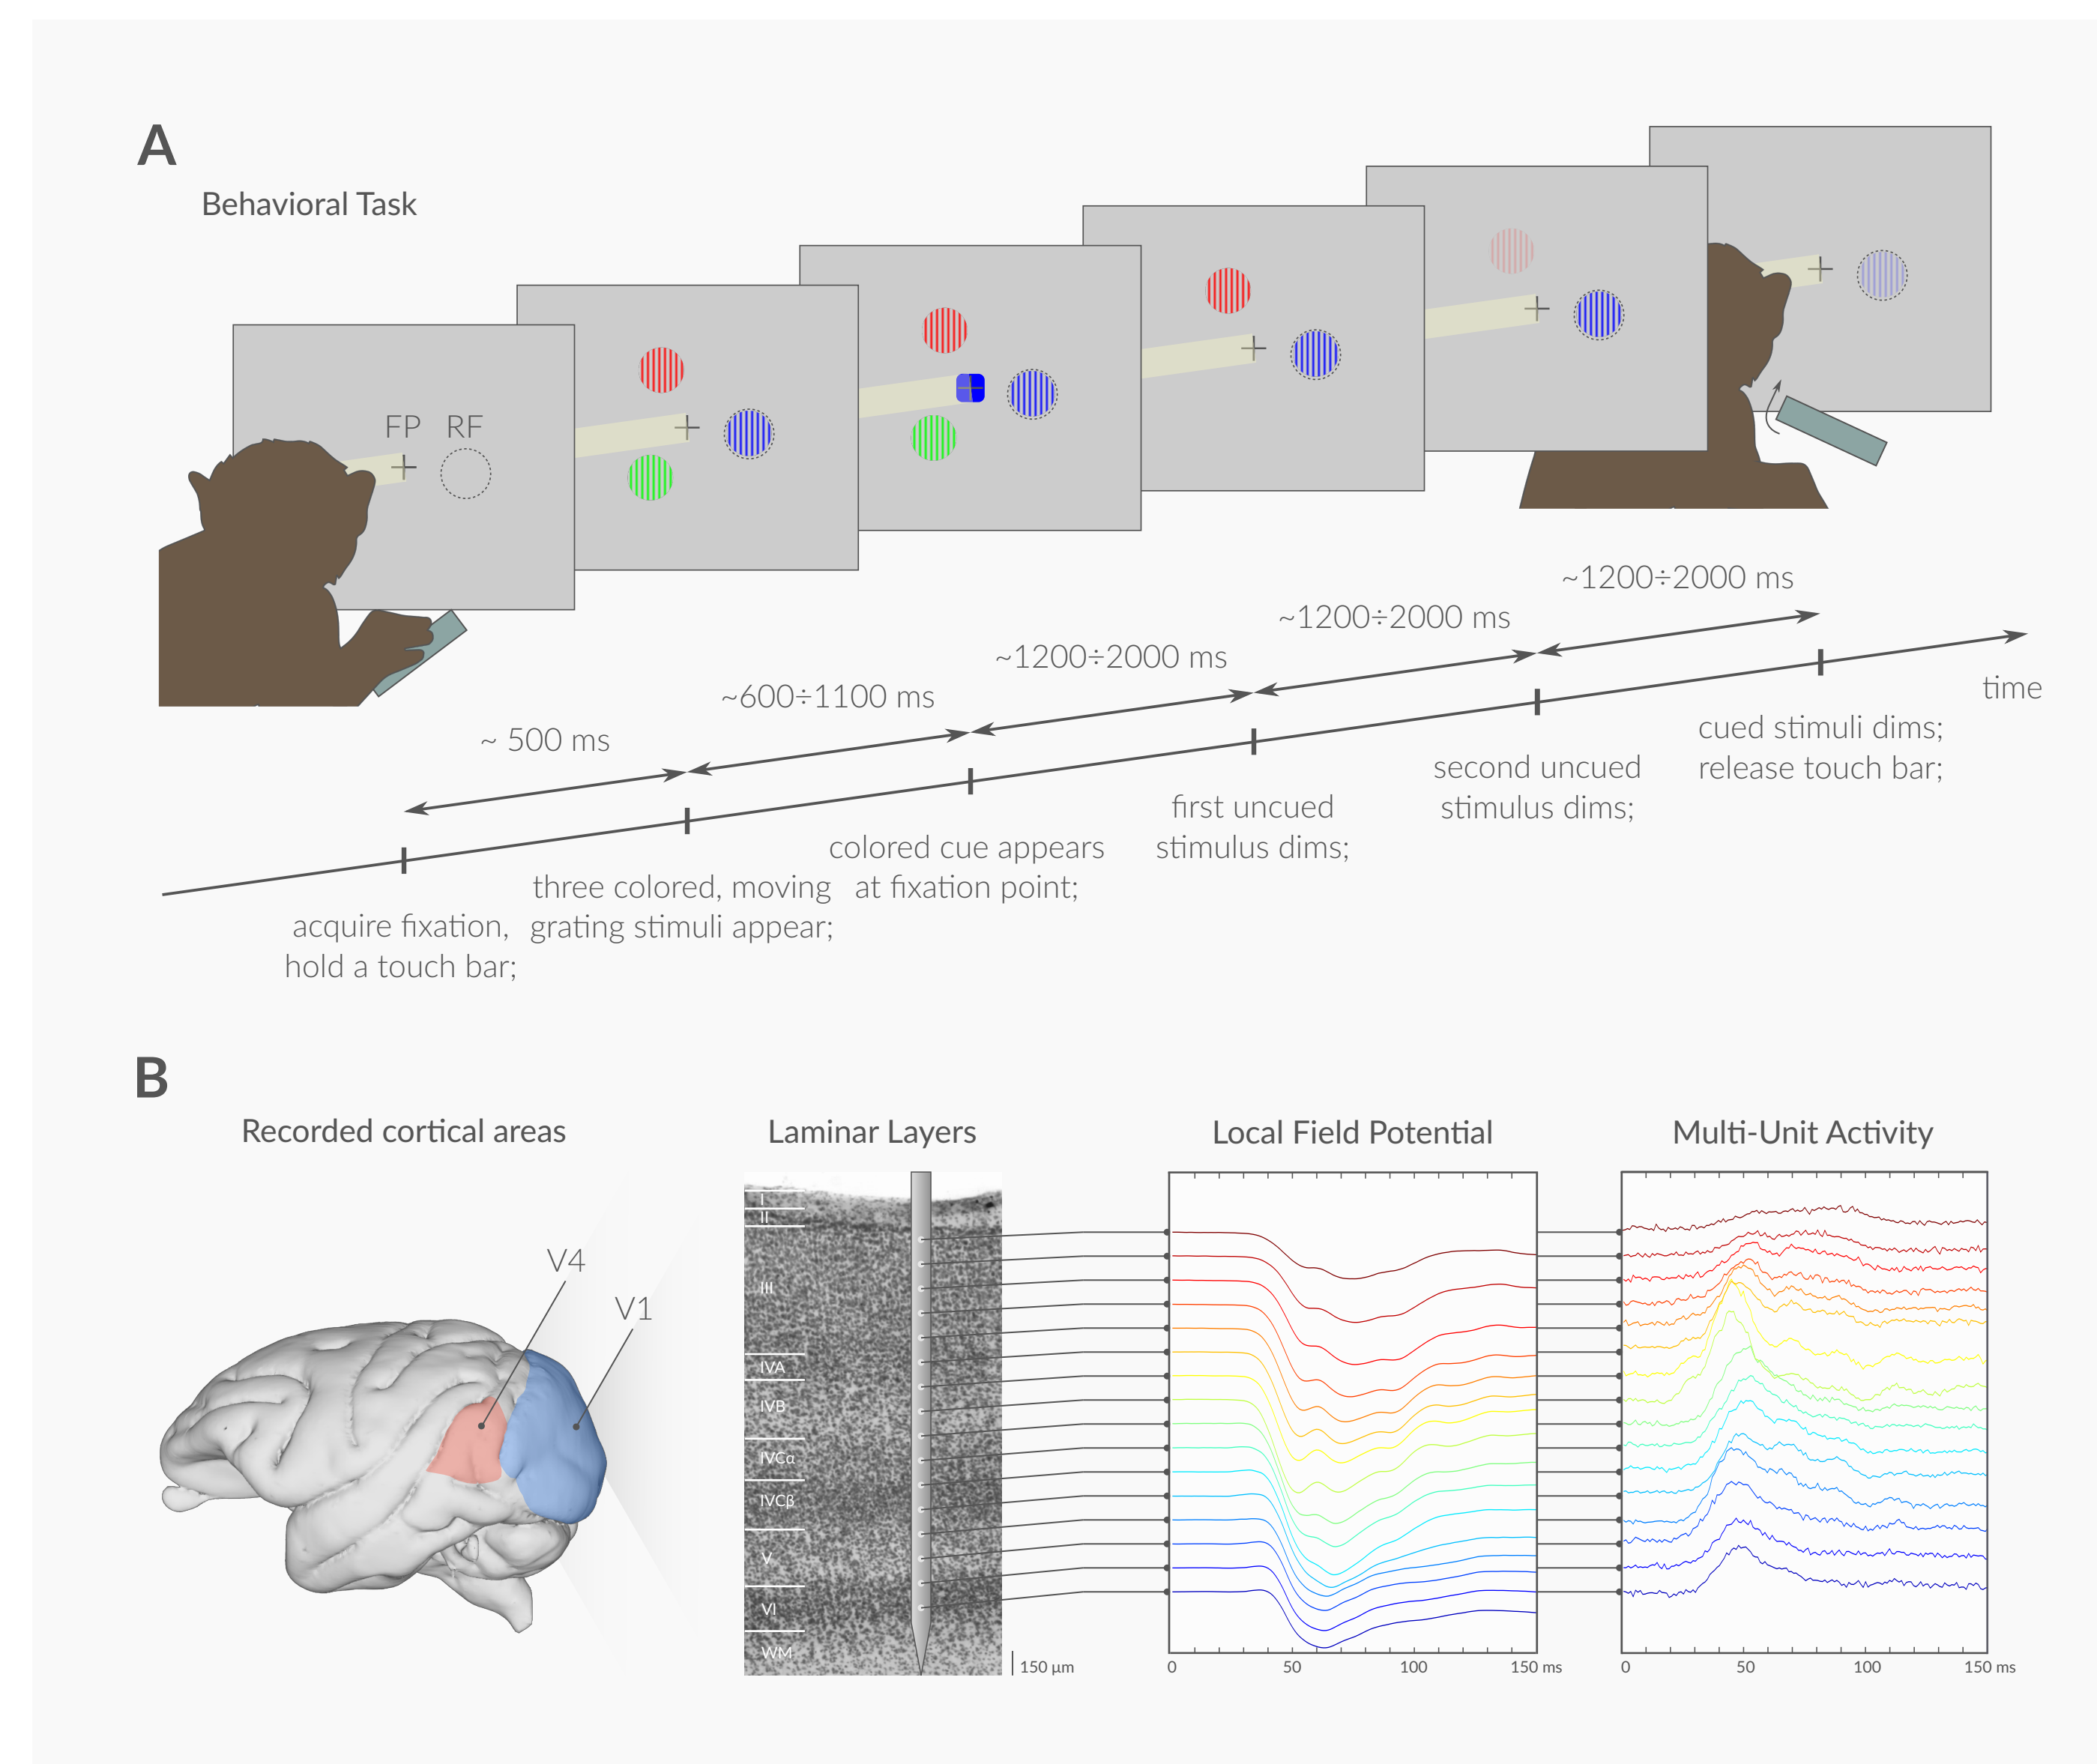 A
Behavioral Task
FP RF
~ 500 ms
~600÷1100 ms
~1200÷2000 ms
~1200÷2000 ms
~1200÷2000 ms
time
acquire fixation,
hold a touch bar;
three colored, moving
grating stimuli appear;
colored cue appears
at fixation point;
first uncued
stimulus dims;
second uncued
stimulus dims;
cued stimuli dims;
release touch bar;
B
Recorded cortical areas
V4
V1
Laminar Layers
I
II
III
IVA
IVB
IVCα
IVCβ
V
VI
WM
150 μm
Local Field Potential
0 50 100 150 ms
Multi-Unit Activity
0 50 100 150 ms